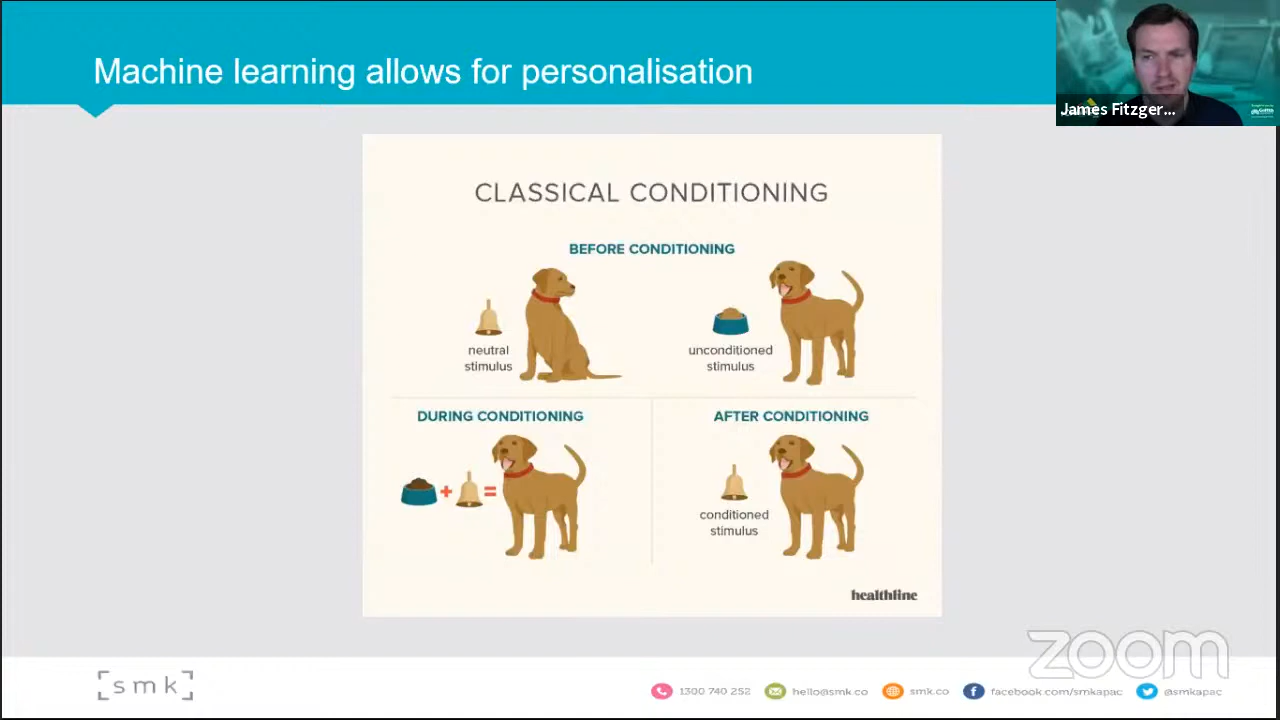 Machine learning allows for personalisation
James Fitzger...
CLASSICAL CONDITIONING
BEFORE CONDITIONING
neutral
stimulus
unconditioned
stimulus
DURING CONDITIONING
AFTER CONDITIONING
+
=
conditioned
stimulus
healthline
zoom
[smk]
1300 740 252
hello@smk.co
smk.co
facebook.com/smkapac
@smkapac